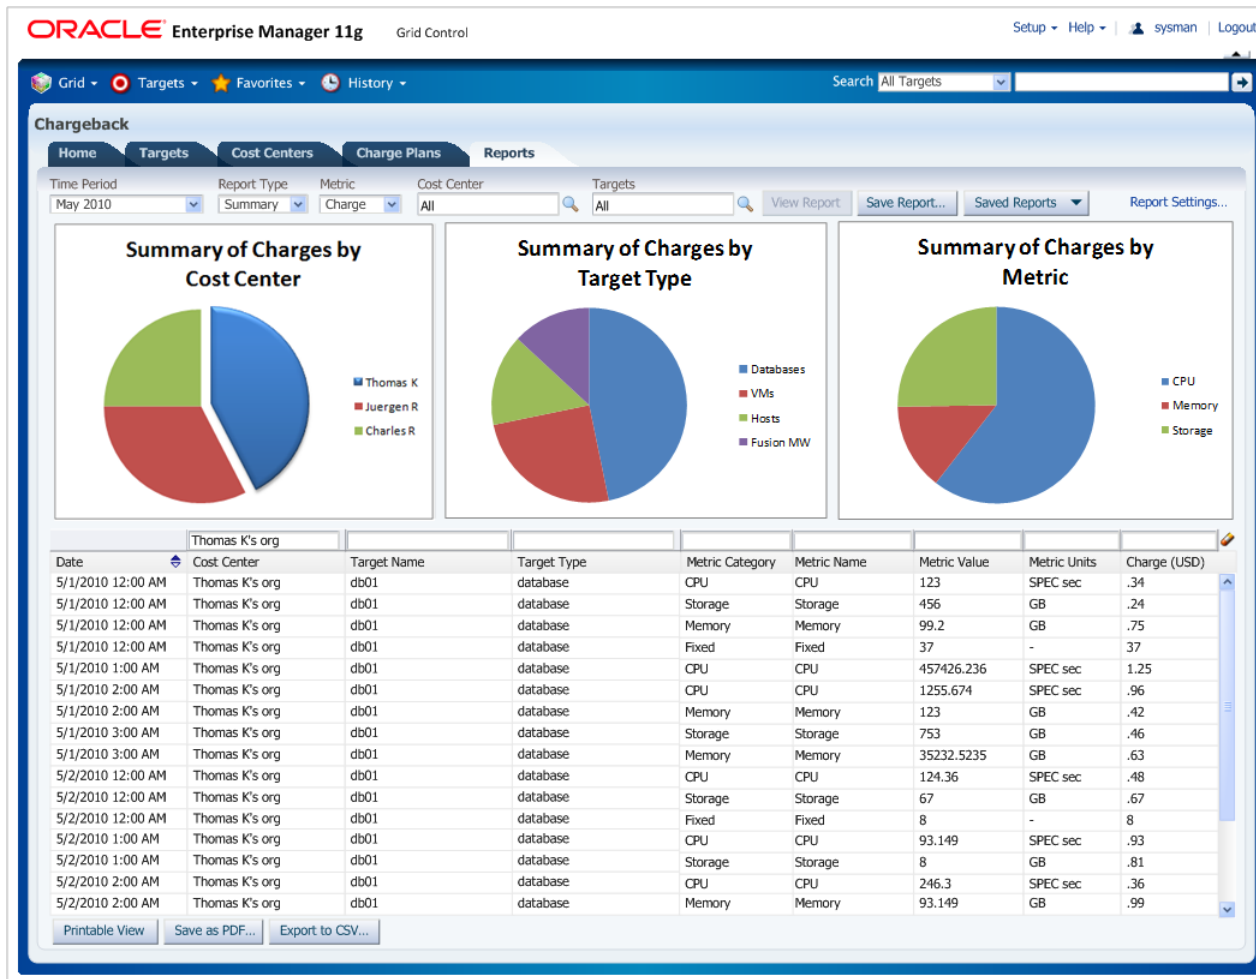 ORACLE Enterprise Manager 11g Grid Control Setup Help sysman Logout
Grid Targets Favorites History Search All Targets
Chargeback
Home Targets Cost Centers Charge Plans Reports
Time Period Report Type Metric Cost Center Targets
May 2010 Summary Charge All All View Report Save Report... Saved Reports Report Settings...
Summary of Charges by
Cost Center
Thomas K
Juergen R
Charles R
Summary of Charges by
Target Type
Databases
VMs
Hosts
Fusion MW
Summary of Charges by
Metric
CPU
Memory
Storage
Thomas K's org
Date Cost Center Target Name Target Type Metric Category Metric Name Metric Value Metric Units Charge (USD)
5/1/2010 12:00 AM Thomas K's org db01 database CPU CPU 123 SPEC sec .34
5/1/2010 12:00 AM Thomas K's org db01 database Storage Storage 456 GB .24
5/1/2010 12:00 AM Thomas K's org db01 database Memory Memory 99.2 GB .75
5/1/2010 12:00 AM Thomas K's org db01 database Fixed Fixed 37 - 37
5/1/2010 1:00 AM Thomas K's org db01 database CPU CPU 457426.236 SPEC sec 1.25
5/1/2010 2:00 AM Thomas K's org db01 database CPU CPU 1255.674 SPEC sec .96
5/1/2010 2:00 AM Thomas K's org db01 database Memory Memory 123 GB .42
5/1/2010 3:00 AM Thomas K's org db01 database Storage Storage 753 GB .46
5/1/2010 3:00 AM Thomas K's org db01 database Memory Memory 35232.5235 GB .63
5/2/2010 12:00 AM Thomas K's org db01 database CPU CPU 124.36 SPEC sec .48
5/2/2010 12:00 AM Thomas K's org db01 database Storage Storage 67 GB .67
5/2/2010 12:00 AM Thomas K's org db01 database Fixed Fixed 8 - 8
5/2/2010 1:00 AM Thomas K's org db01 database CPU CPU 93.149 SPEC sec .93
5/2/2010 1:00 AM Thomas K's org db01 database Storage Storage 8 GB .81
5/2/2010 2:00 AM Thomas K's org db01 database CPU CPU 246.3 SPEC sec .36
5/2/2010 2:00 AM Thomas K's org db01 database Memory Memory 93.149 GB .99
Printable View Save as PDF... Export to CSV...